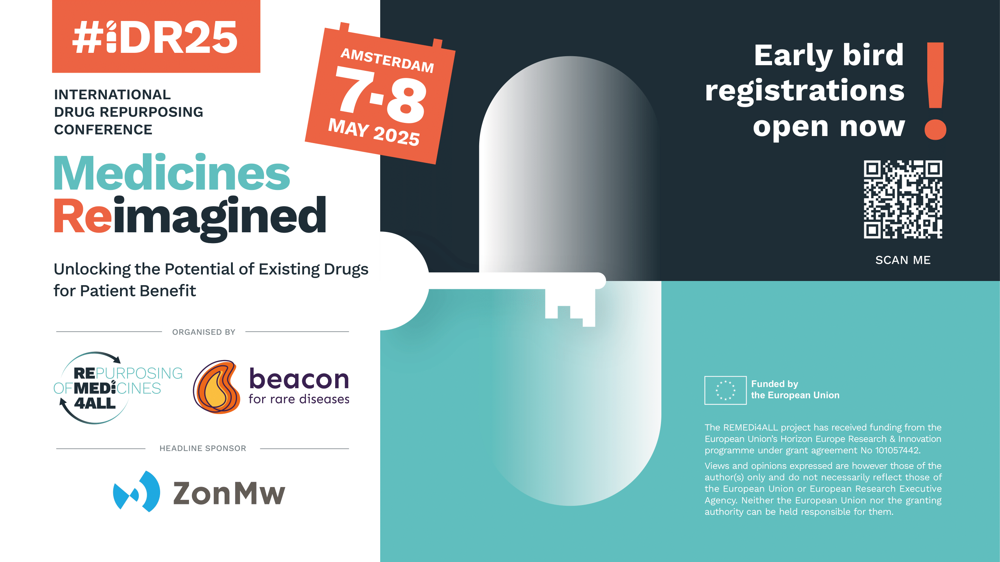 #iDR25
INTERNATIONAL
DRUG REPURPOSING
CONFERENCE
AMSTERDAM
7-8
MAY 2025
Medicines
Reimagined
Unlocking the Potential of Existing Drugs
for Patient Benefit
ORGANISED BY
REPURPOSING
OFMEDiCINES
4ALL
beacon
for rare diseases
HEADLINE SPONSOR
ZonMw
Early bird
registrations
open now!
SCAN ME
Funded by
the European Union
The REMEDi4ALL project has received funding from the
European Union’s Horizon Europe Research & Innovation
programme under grant agreement No 101057442.
Views and opinions expressed are however those of the
author(s) only and do not necessarily reflect those of
the European Union or European Research Executive
Agency. Neither the European Union nor the granting
authority can be held responsible for them.